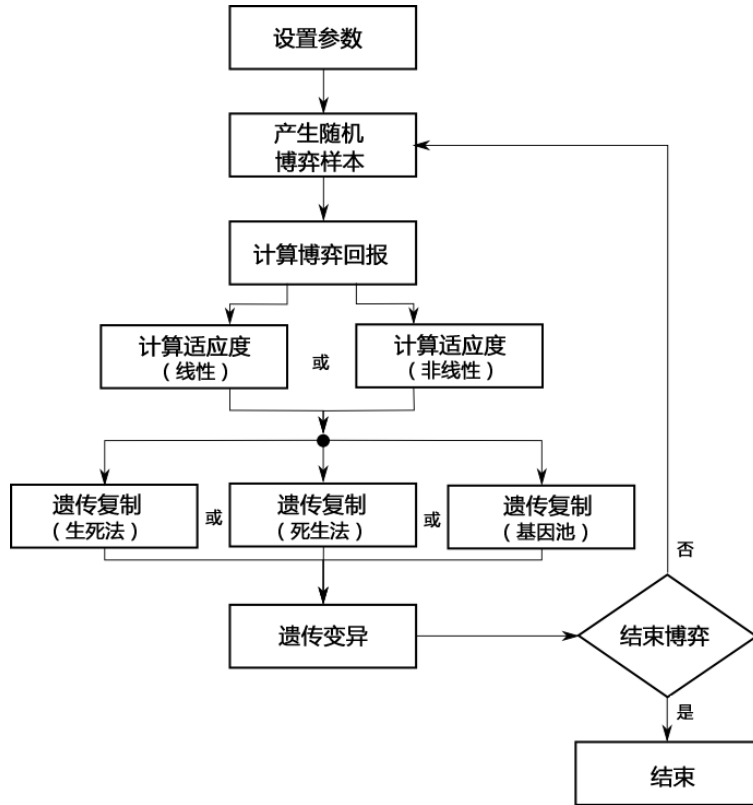 设置参数
产生随机
博弈样本
计算博弈回报
计算适应度
（线性）
或
计算适应度
（非线性）
遗传复制
（生死法）
或
遗传复制
（死生法）
或
遗传复制
（基因池）
否
遗传变异
结束博弈
是
结束